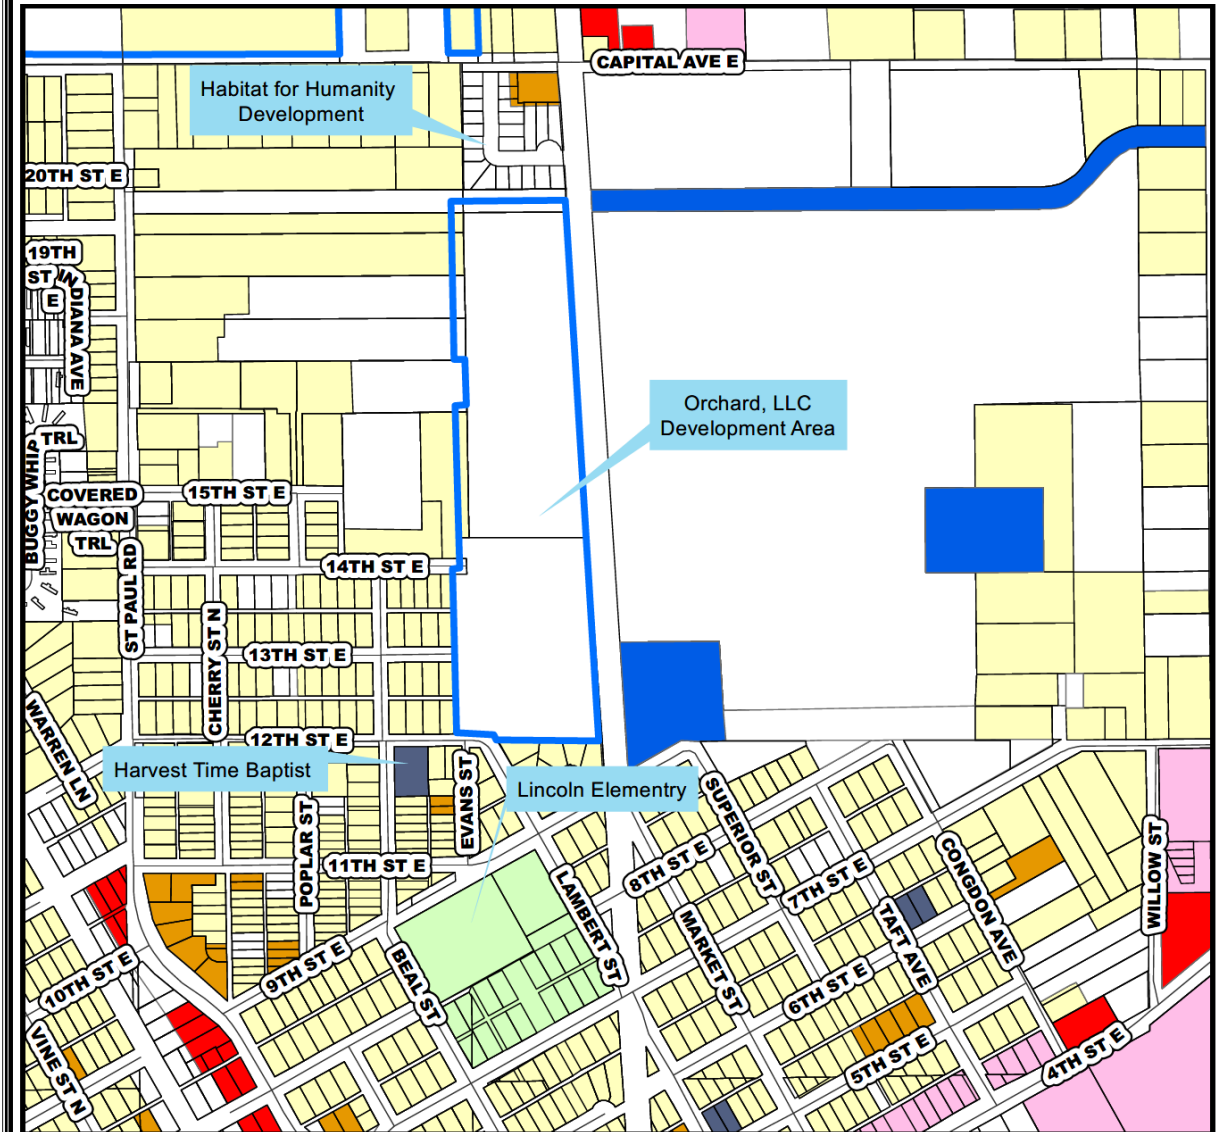 CAPITAL AVE E
Habitat for Humanity
Development
20TH ST E
19TH
ST
E
INDIANA AVE
Orchard, LLC
Development Area
TRL
BUGGY WHIP
COVERED
WAGON
TRL
15TH ST E
14TH ST E
ST PAUL RD
CHERRY ST N
13TH ST E
WARREN LN
12TH ST E
Harvest Time Baptist
EVANS ST
Lincoln Elementry
SUPERIOR ST
POPLAR ST
11TH ST E
8TH ST E
7TH ST E
CONGDON AVE
WILLOW ST
LAMBERT ST
MARKET ST
TAFT AVE
10TH ST E
9TH ST E
BEAL ST
6TH ST E
VINE ST N
5TH ST E
4TH ST E